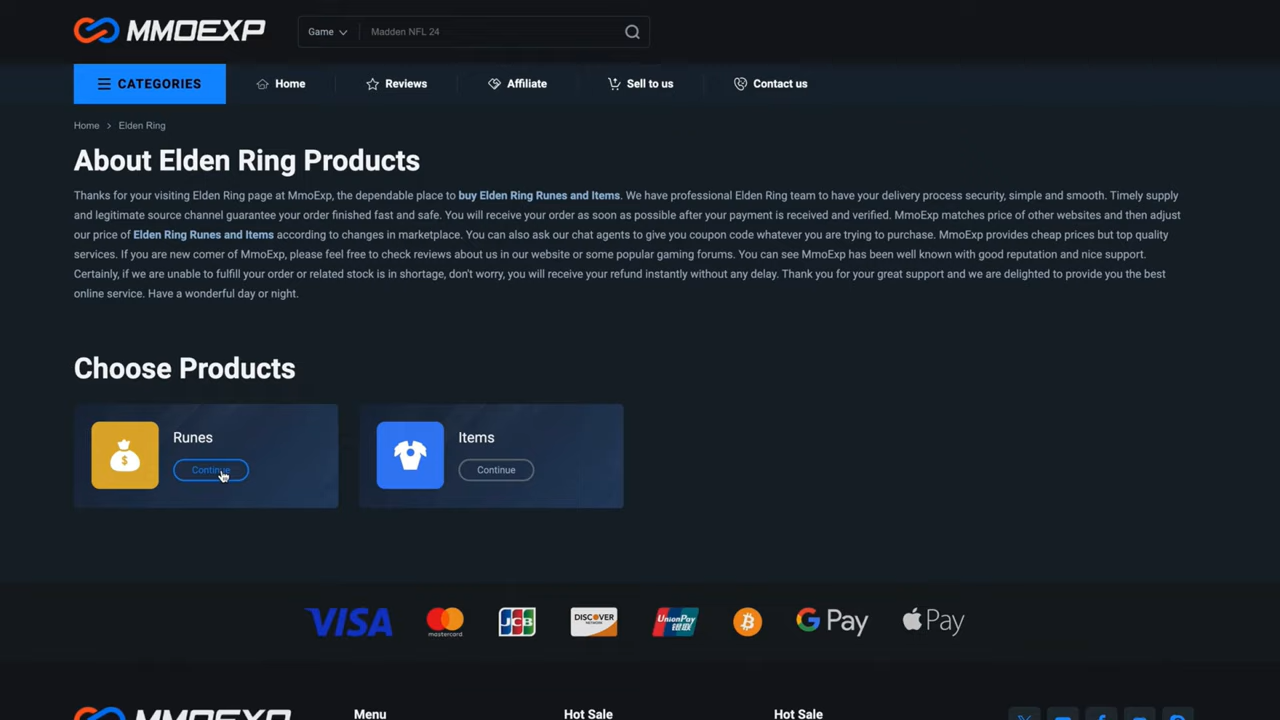 MMOEXP
Game
Madden NFL 24
CATEGORIES
Home
Reviews
Affiliate
Sell to us
Contact us
Home > Elden Ring
About Elden Ring Products
Thanks for your visiting Elden Ring page at MmoExp, the dependable place to buy Elden Ring Runes and Items. We have professional Elden Ring team to have your delivery process security, simple and smooth. Timely supply
and legitimate source channel guarantee your order finished fast and safe. You will receive your order as soon as possible after your payment is received and verified. MmoExp matches price of other websites and then adjust
our price of Elden Ring Runes and Items according to changes in marketplace. You can also ask our chat agents to give you coupon code whatever you are trying to purchase. MmoExp provides cheap prices but top quality
services. If you are new comer of MmoExp, please feel free to check reviews about us in our website or some popular gaming forums. You can see MmoExp has been well known with good reputation and nice support.
Certainly, if we are unable to fulfill your order or related stock is in shortage, don't worry, you will receive your refund instantly without any delay. Thank you for your great support and we are delighted to provide you the best
online service. Have a wonderful day or night.
Choose Products
Runes
Continue
Items
Continue
VISA
mastercard
JCB
DISCOVER
NETWORK
UnionPay
银联
G Pay
Pay
MMOEXP
Menu
Hot Sale
Hot Sale